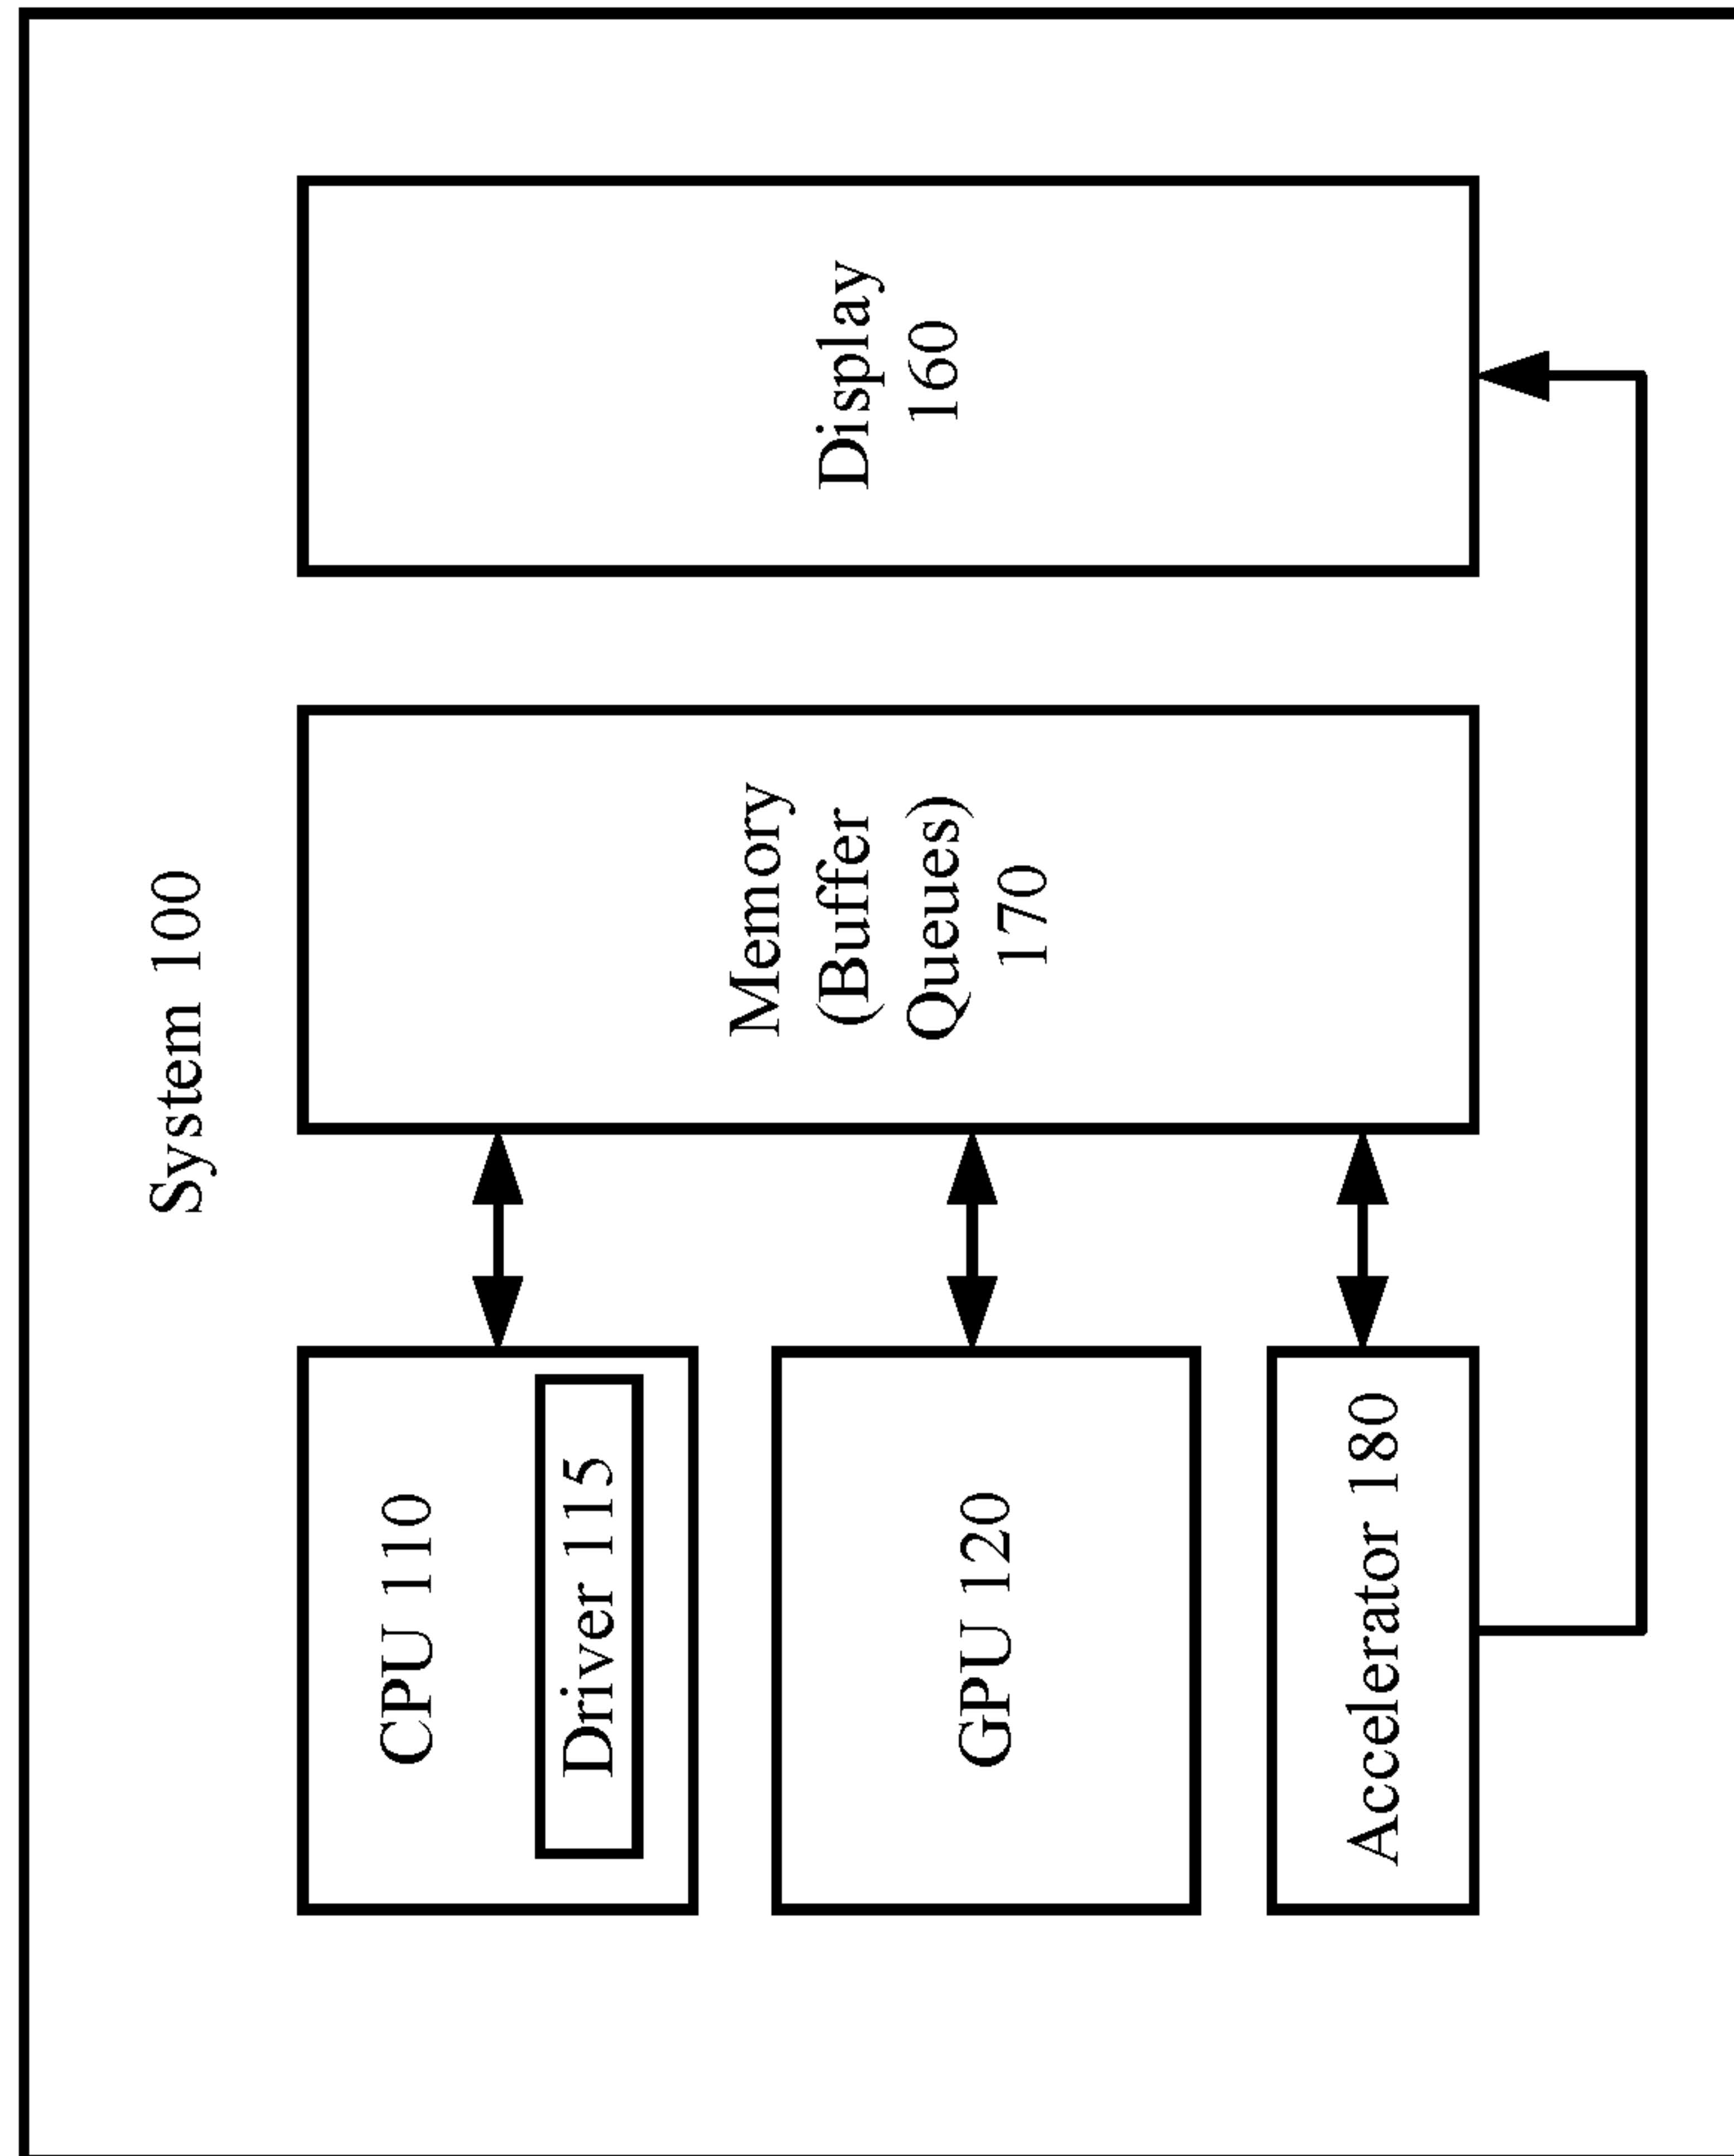 System 100
CPU 110
Driver 115
GPU 120
Accelerator 180
Memory
(Buffer
Queues)
170
Display
160